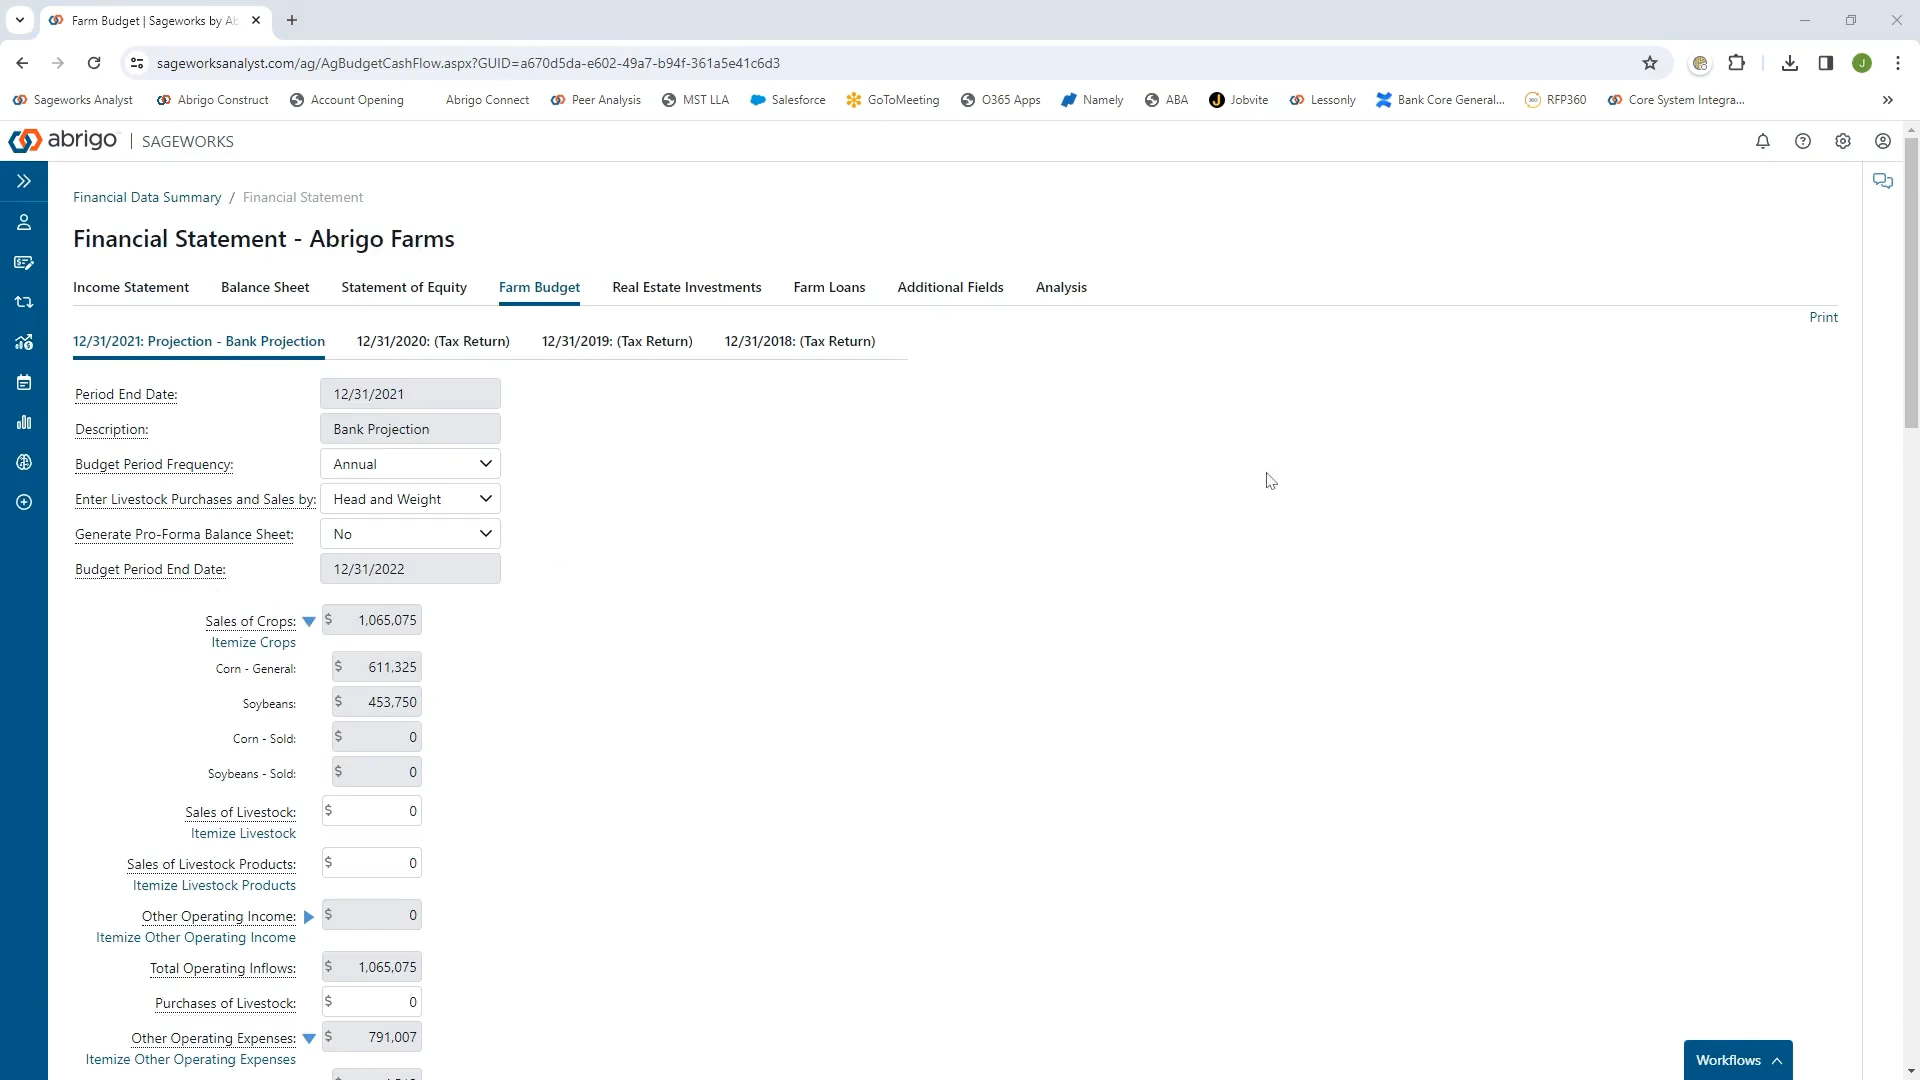 Farm Budget | Sageworks by Ab
sageworksanalyst.com/ag/AgBudgetCashFlow.aspx?GUID=a670d5da-e602-49a7-b94f-361a5e41c6d3
J
Sageworks Analyst Abrigo Construct Account Opening Abrigo Connect Peer Analysis MST LLA Salesforce GoToMeeting O365 Apps Namely ABA Jobvite Lessonly Bank Core General... RFP360 Core System Integra...
abrigo | SAGEWORKS
Financial Data Summary / Financial Statement
Financial Statement - Abrigo Farms
Income Statement Balance Sheet Statement of Equity Farm Budget Real Estate Investments Farm Loans Additional Fields Analysis
Print
12/31/2021: Projection - Bank Projection 12/31/2020: (Tax Return) 12/31/2019: (Tax Return) 12/31/2018: (Tax Return)
Period End Date: 12/31/2021
Description: Bank Projection
Budget Period Frequency: Annual
Enter Livestock Purchases and Sales by: Head and Weight
Generate Pro-Forma Balance Sheet: No
Budget Period End Date: 12/31/2022
Sales of Crops: $ 1,065,075
Itemize Crops
Corn - General: $ 611,325
Soybeans: $ 453,750
Corn - Sold: $ 0
Soybeans - Sold: $ 0
Sales of Livestock: $ 0
Itemize Livestock
Sales of Livestock Products: $ 0
Itemize Livestock Products
Other Operating Income: $ 0
Itemize Other Operating Income
Total Operating Inflows: $ 1,065,075
Purchases of Livestock: $ 0
Other Operating Expenses: $ 791,007
Itemize Other Operating Expenses
Workflows